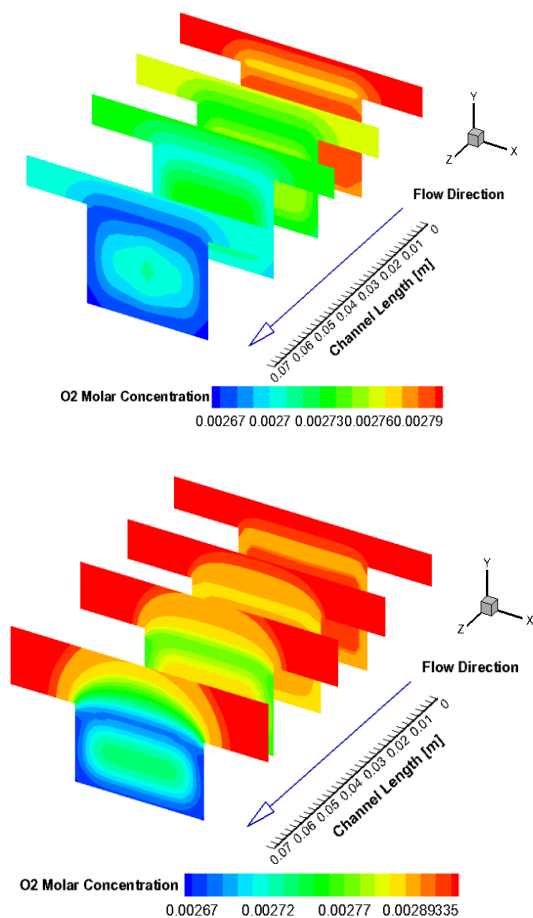 Y
Z
X
Flow Direction
0
0.01
0.02
0.03
0.04
0.05
0.06
0.07
Channel Length [m]
O2 Molar Concentration
0.00267 0.0027 0.002730 0.0027600 0.00279
Y
Z
X
Flow Direction
0
0.01
0.02
0.03
0.04
0.05
0.06
0.07
Channel Length [m]
O2 Molar Concentration
0.00267 0.00272 0.00277 0.00289335